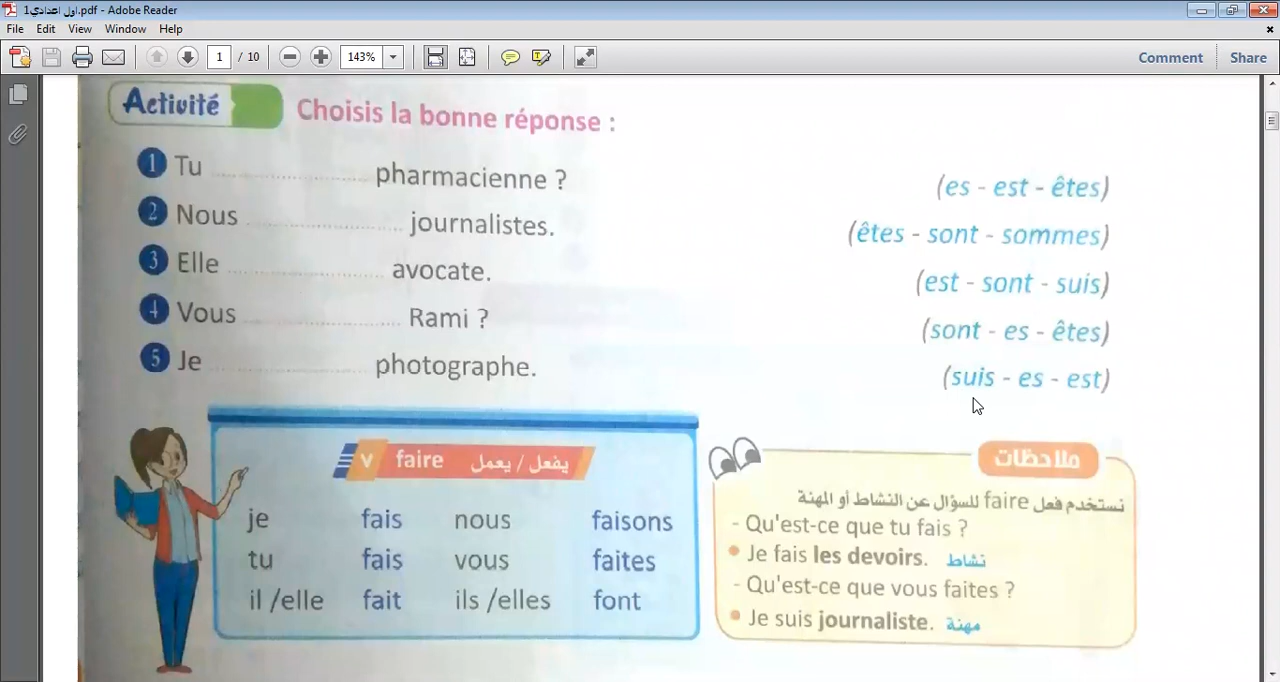 اول اعدادي1.pdf - Adobe Reader
File Edit View Window Help
1 / 10 143% Comment Share
Activité Choisis la bonne réponse :
1 Tu .................... pharmacienne ? (es - est - êtes)
2 Nous .................... journalistes. (êtes - sont - sommes)
3 Elle .................... avocate. (est - sont - suis)
4 Vous .................... Rami ? (sont - es - êtes)
5 Je .................... photographe. (suis - es - est)
٧ faire يفعل / يعمل
je fais nous faisons
tu fais vous faites
il /elle fait ils /elles font
ملاحظات
نستخدم فعل faire للسؤال عن النشاط أو المهنة
- Qu'est-ce que tu fais ?
• Je fais les devoirs. نشاط
- Qu'est-ce que vous faites ?
• Je suis journaliste. مهنة